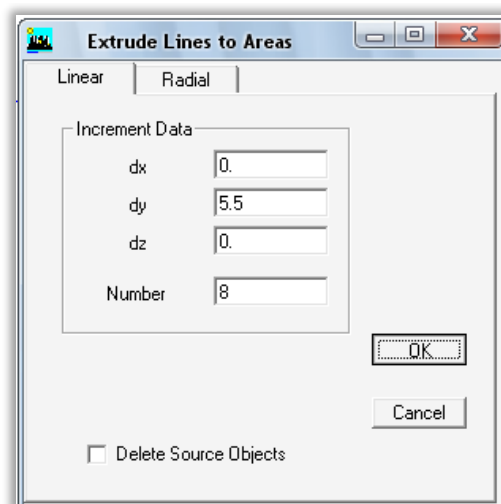 Extrude Lines to Areas
Linear Radial
Increment Data
dx 0.
dy 5.5
dz 0.
Number 8
OK
Cancel
Delete Source Objects